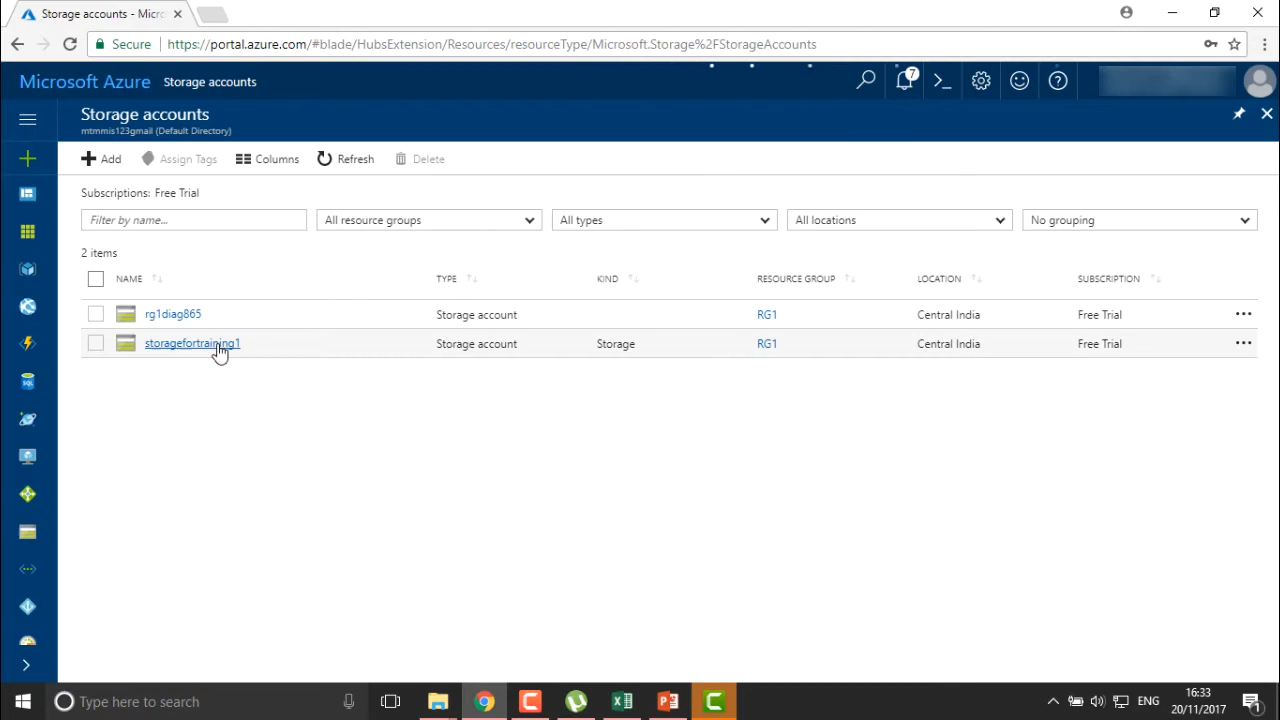 Storage accounts - Micro
Secure https://portal.azure.com/#blade/HubsExtension/Resources/resourceType/Microsoft.Storage%2FStorageAccounts
Microsoft Azure Storage accounts 7
Storage accounts
mtmmis123gmail (Default Directory)
Add Assign Tags Columns Refresh Delete
Subscriptions: Free Trial
Filter by name... All resource groups All types All locations No grouping
2 items
NAME TYPE KIND RESOURCE GROUP LOCATION SUBSCRIPTION
rg1diag865 Storage account RG1 Central India Free Trial
storagefortraining1 Storage account Storage RG1 Central India Free Trial
SQL
Type here to search ENG 16:33
20/11/2017 1